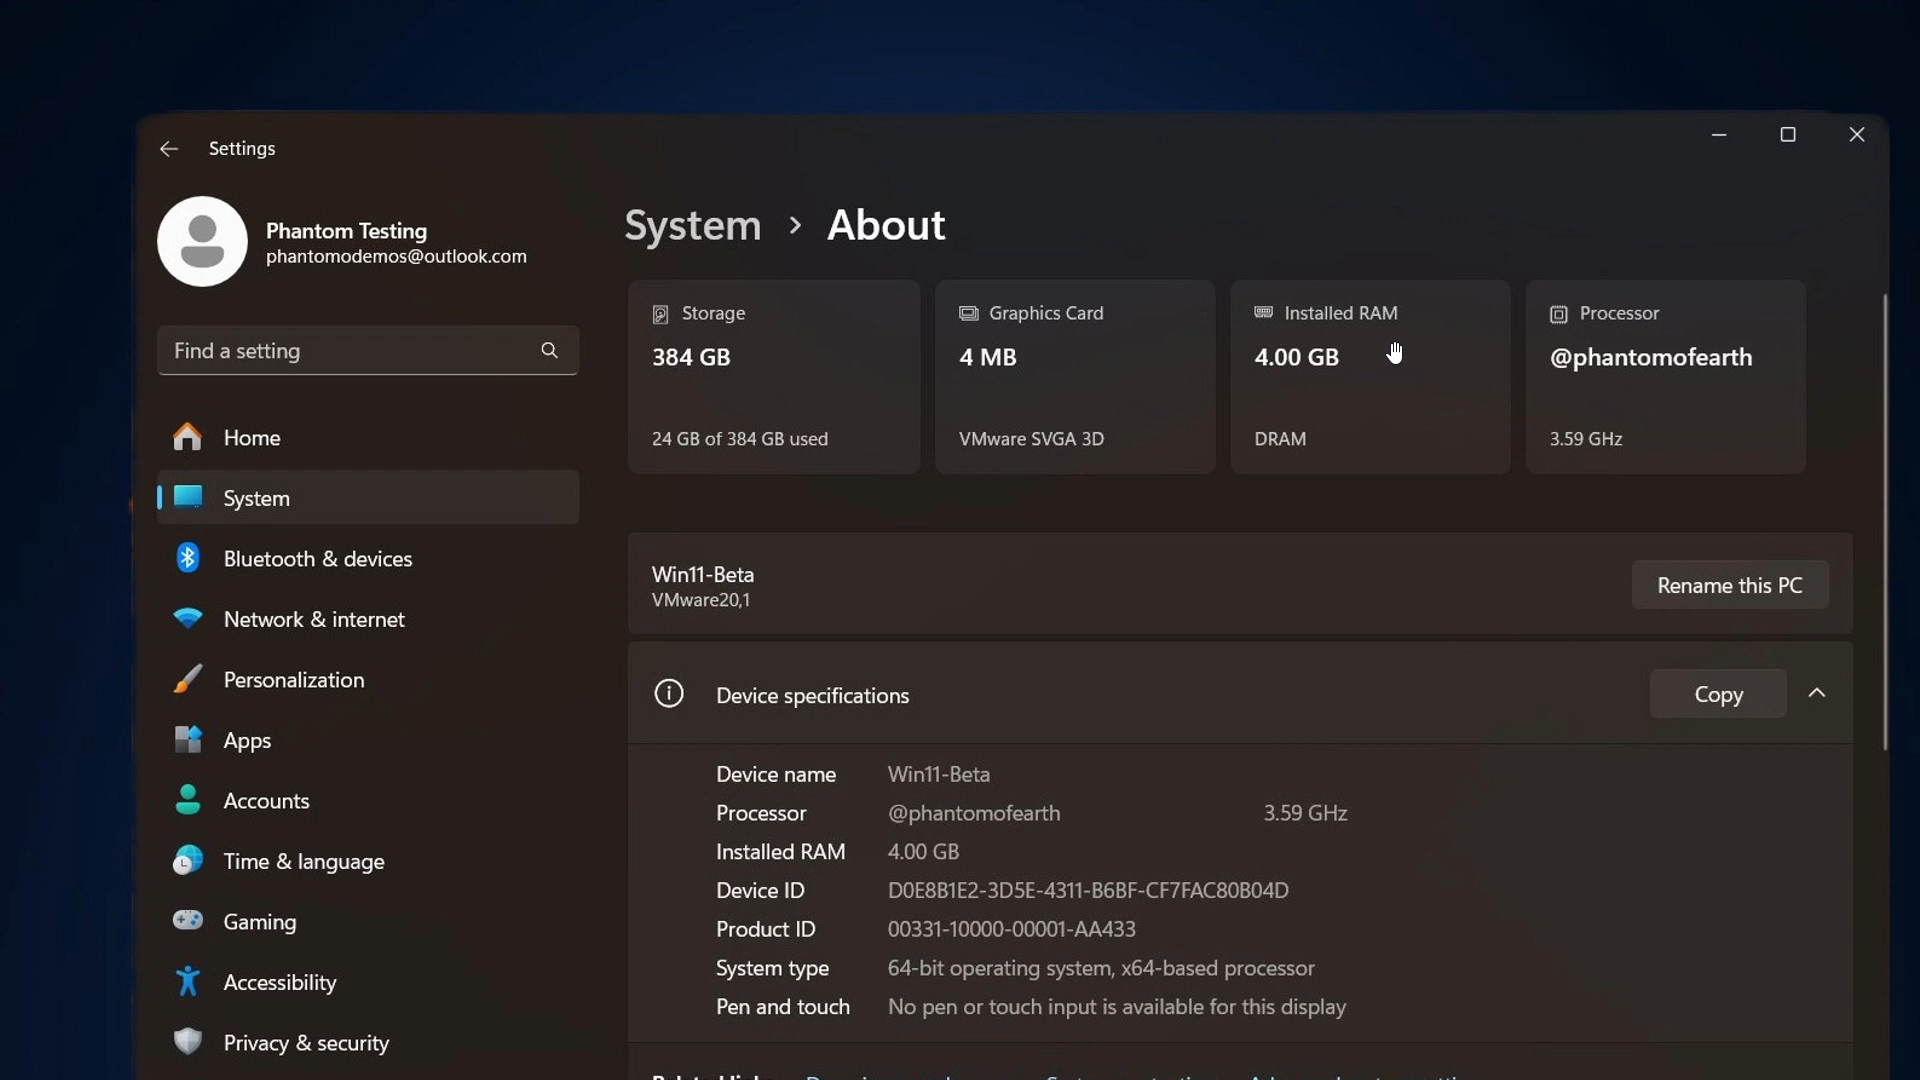 Settings
Phantom Testing
phantomodemos@outlook.com
Find a setting
Home
System
Bluetooth & devices
Network & internet
Personalization
Apps
Accounts
Time & language
Gaming
Accessibility
Privacy & security
System > About
Storage
384 GB
24 GB of 384 GB used
Graphics Card
4 MB
VMware SVGA 3D
Installed RAM
4.00 GB
DRAM
Processor
@phantomofearth
3.59 GHz
Win11-Beta
VMware20,1
Rename this PC
Device specifications
Copy
Device name Win11-Beta
Processor @phantomofearth 3.59 GHz
Installed RAM 4.00 GB
Device ID D0E8B1E2-3D5E-4311-B6BF-CF7FAC80B04D
Product ID 00331-10000-00001-AA433
System type 64-bit operating system, x64-based processor
Pen and touch No pen or touch input is available for this display